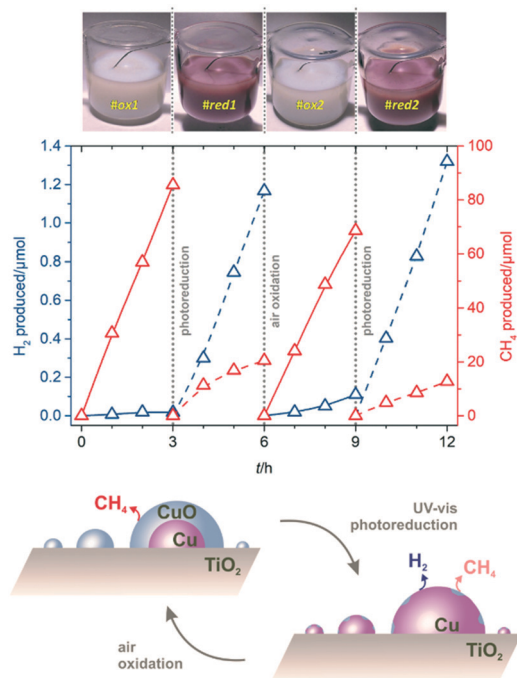 #ox1
#red1
#ox2
#red2
1.4
1.2
1.0
0.8
0.6
0.4
0.2
0.0
H₂ produced/µmol
100
80
60
40
20
0
CH₄ produced/µmol
photoreduction
air oxidation
photoreduction
0
3
6
9
12
t/h
CH₄
CuO
Cu
TiO₂
UV-vis
photoreduction
H₂
CH₄
Cu
TiO₂
air
oxidation